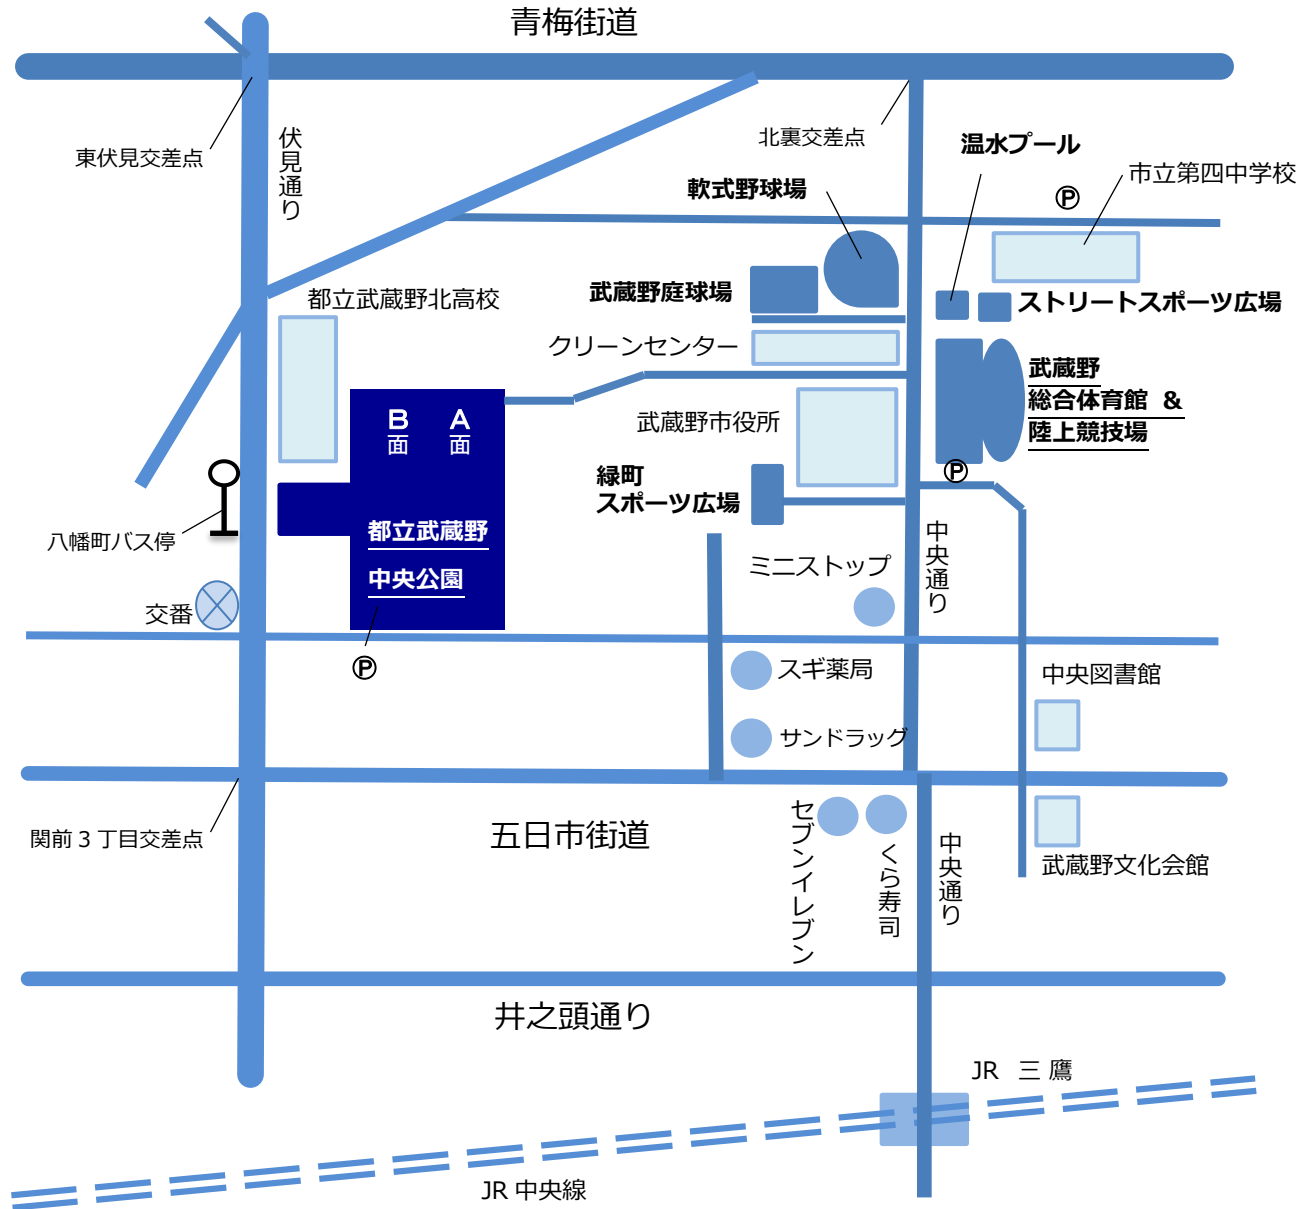 青梅街道
東伏見交差点
伏見通り
北裏交差点
温水プール
市立第四中学校
軟式野球場
Ⓟ
都立武蔵野北高校
武蔵野庭球場
ストリートスポーツ広場
クリーンセンター
武蔵野
総合体育館 &
陸上競技場
B面
A面
武蔵野市役所
Ⓟ
緑町
スポーツ広場
都立武蔵野
中央公園
八幡町バス停
中央通り
ミニストップ
交番
Ⓟ
スギ薬局
中央図書館
サンドラッグ
関前3丁目交差点
五日市街道
セブンイレブン
くら寿司
中央通り
武蔵野文化会館
井之頭通り
JR 三鷹
JR 中央線